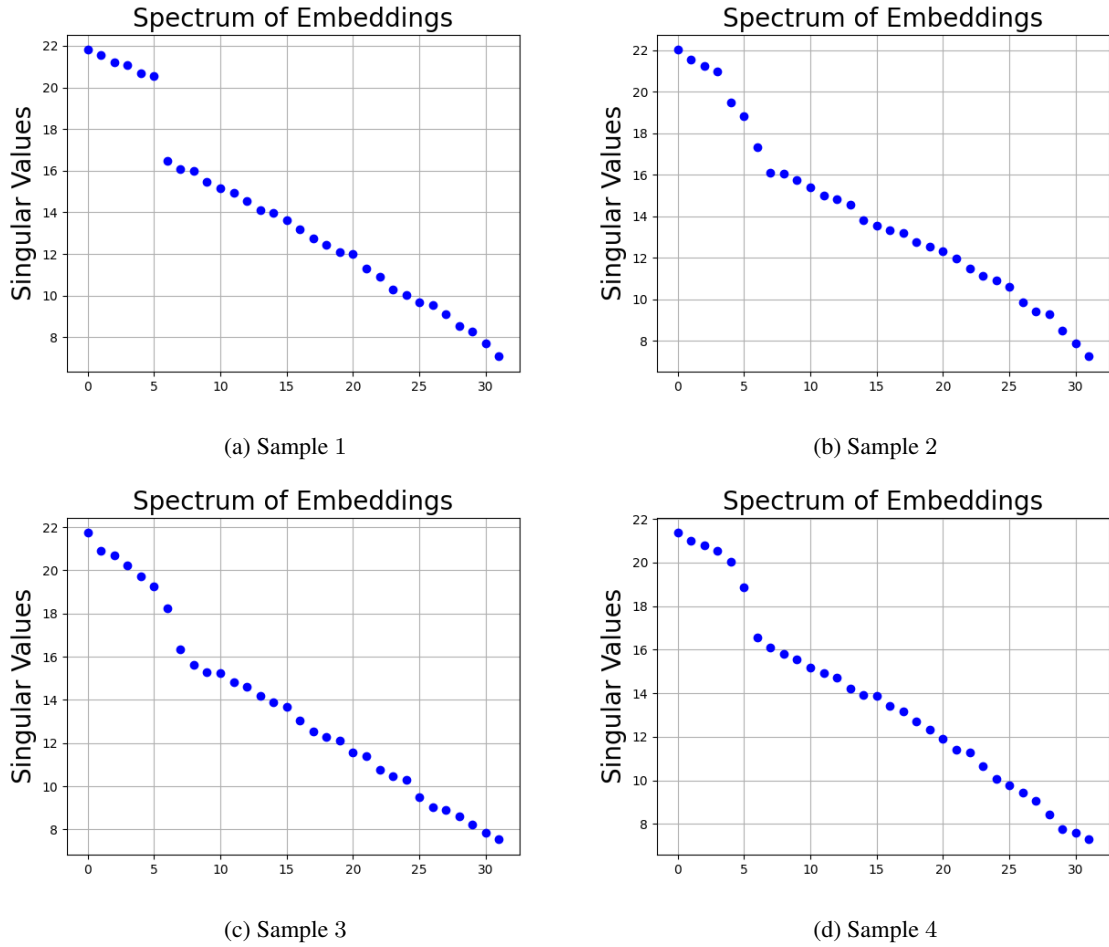 Spectrum of Embeddings
Spectrum of Embeddings
Singular Values
22
20
18
16
14
12
10
8
0 5 10 15 20 25 30
Singular Values
22
20
18
16
14
12
10
8
0 5 10 15 20 25 30
(a) Sample 1
(b) Sample 2
Spectrum of Embeddings
Spectrum of Embeddings
Singular Values
22
20
18
16
14
12
10
8
0 5 10 15 20 25 30
Singular Values
22
20
18
16
14
12
10
8
0 5 10 15 20 25 30
(c) Sample 3
(d) Sample 4